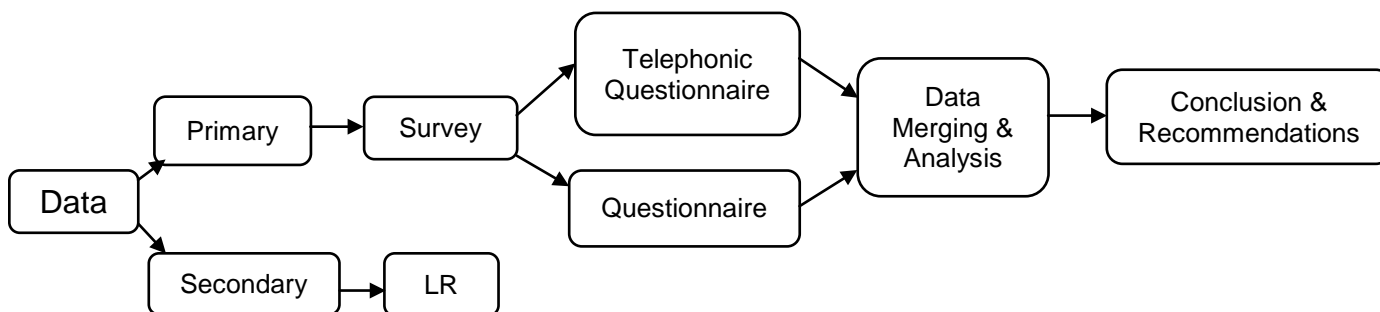 Data
Primary
Survey
Telephonic
Questionnaire
Questionnaire
Data
Merging &
Analysis
Conclusion &
Recommendations
Secondary
LR